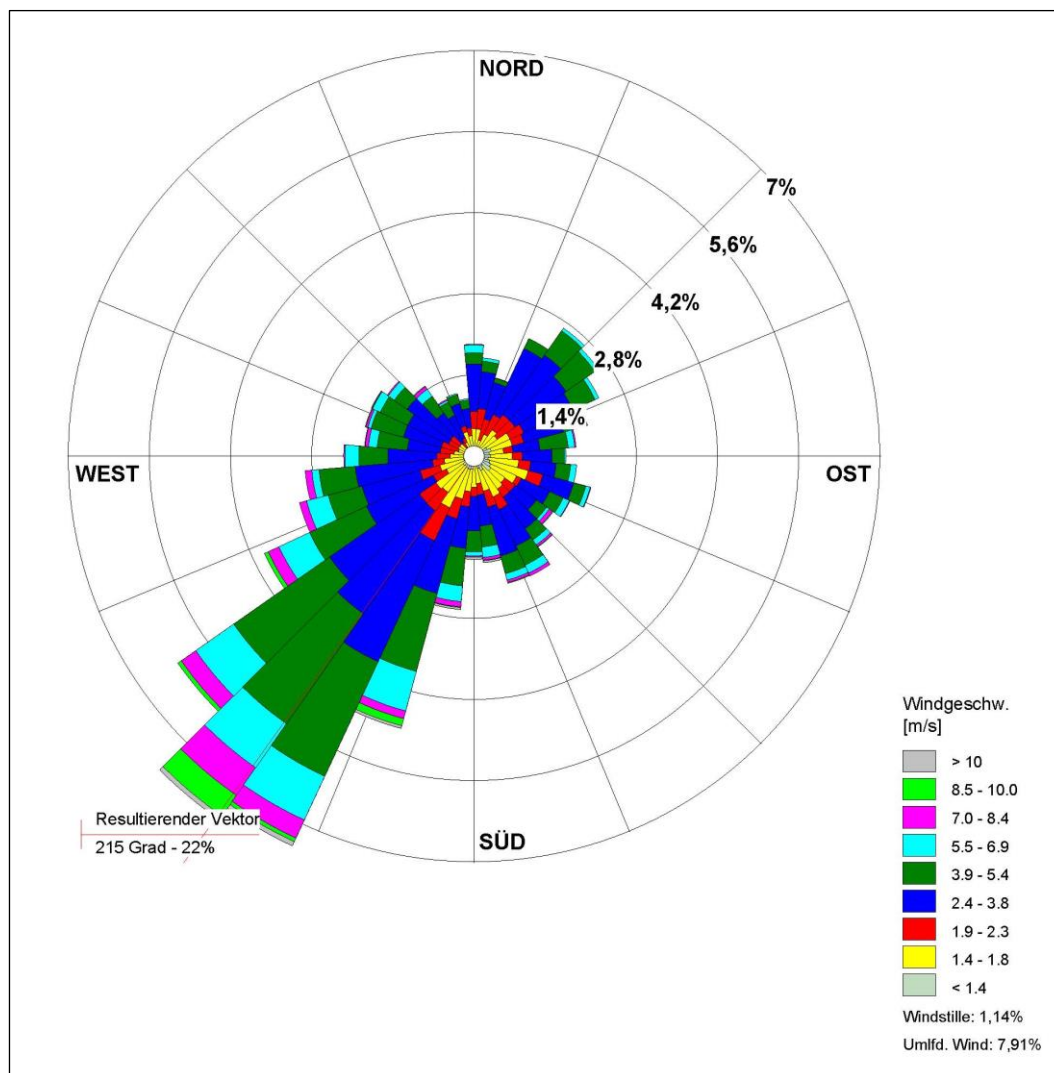 NORD
7%
5,6%
4,2%
2,8%
1,4%
WEST
OST
SÜD
Resultierender Vektor
215 Grad - 22%
Windgeschw.
[m/s]
> 10
8.5 - 10.0
7.0 - 8.4
5.5 - 6.9
3.9 - 5.4
2.4 - 3.8
1.9 - 2.3
1.4 - 1.8
< 1.4
Windstille: 1,14%
Umlfd. Wind: 7,91%